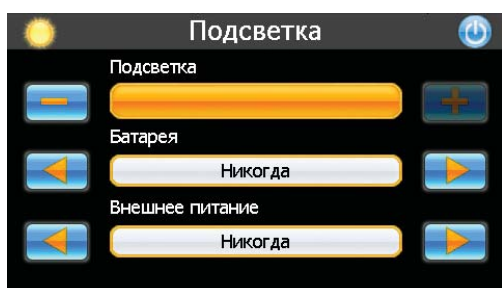 Подсветка
Подсветка
Батарея
Никогда
Внешнее питание
Никогда